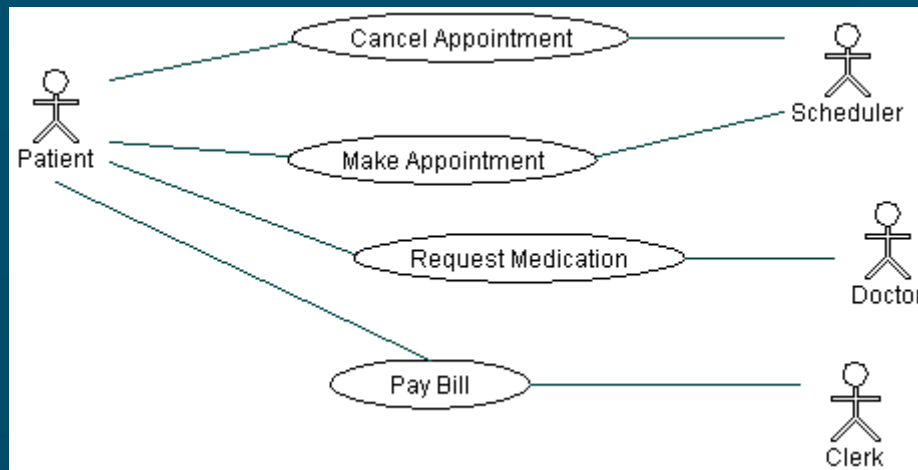 Cancel Appointment
Scheduler
Patient
Make Appointment
Request Medication
Doctor
Pay Bill
Clerk